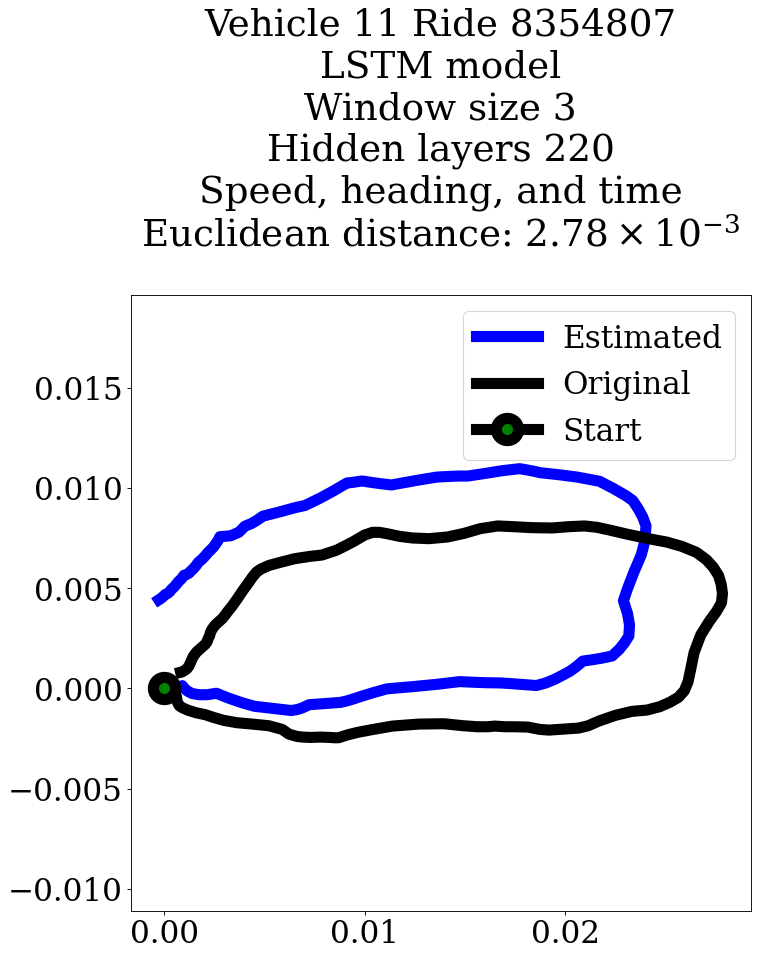 Vehicle 11 Ride 8354807
LSTM model
Window size 3
Hidden layers 220
Speed, heading, and time
Euclidean distance: 2.78 × 10⁻³
Estimated
Original
Start
0.015
0.010
0.005
0.000
−0.005
−0.010
0.00 0.01 0.02